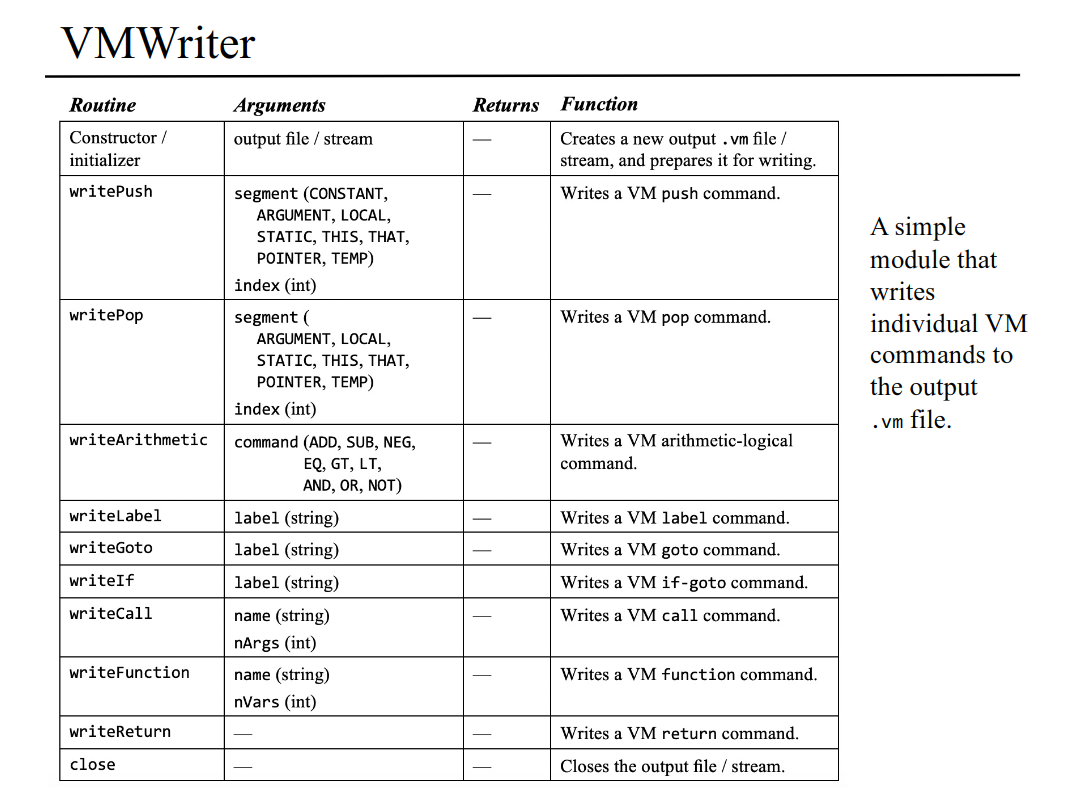 VMWriter
Routine Arguments Returns Function
Constructor / output file / stream — Creates a new output .vm file /
initializer stream, and prepares it for writing.
writePush segment (CONSTANT, — Writes a VM push command.
ARGUMENT, LOCAL,
STATIC, THIS, THAT,
POINTER, TEMP)
index (int)
writePop segment ( — Writes a VM pop command.
ARGUMENT, LOCAL,
STATIC, THIS, THAT,
POINTER, TEMP)
index (int)
writeArithmetic command (ADD, SUB, NEG, — Writes a VM arithmetic-logical
EQ, GT, LT, command.
AND, OR, NOT)
writeLabel label (string) — Writes a VM label command.
writeGoto label (string) — Writes a VM goto command.
writeIf label (string) Writes a VM if-goto command.
writeCall name (string) — Writes a VM call command.
nArgs (int)
writeFunction name (string) — Writes a VM function command.
nVars (int)
writeReturn — — Writes a VM return command.
close — — Closes the output file / stream.
A simple
module that
writes
individual VM
commands to
the output
.vm file.